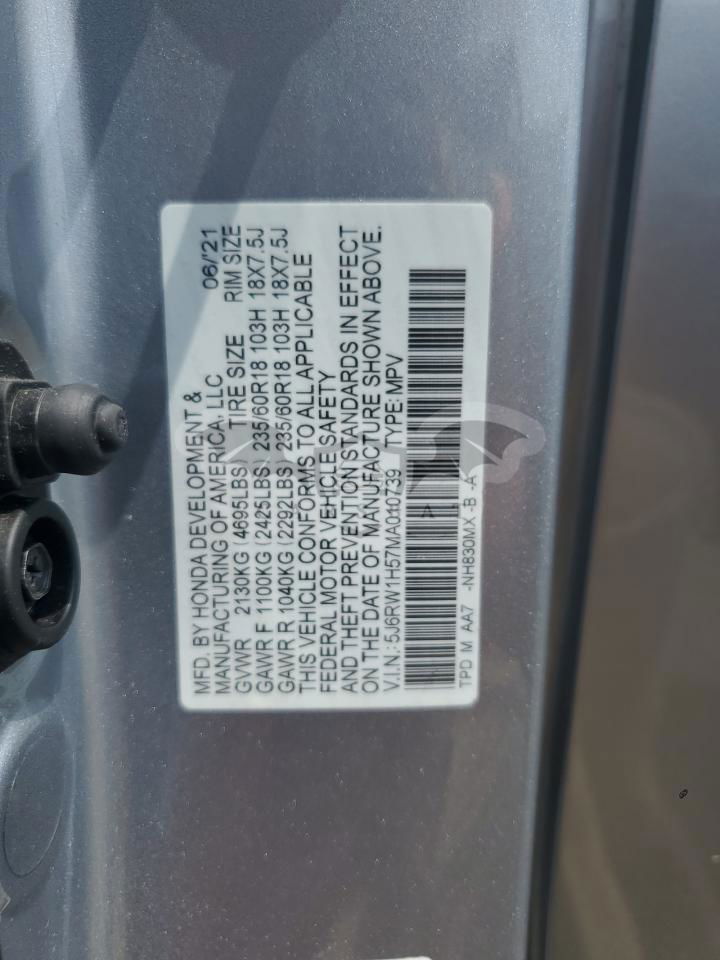 MFD. BY HONDA DEVELOPMENT &
MANUFACTURING OF AMERICA, LLC 06/'21
GVWR 2130KG (4695LBS) TIRE SIZE RIM SIZE
GAWR F 1100KG (2425LBS) 235/60R18 103H 18X7.5J
GAWR R 1040KG (2292LBS) 235/60R18 103H 18X7.5J
THIS VEHICLE CONFORMS TO ALL APPLICABLE
FEDERAL MOTOR VEHICLE SAFETY
AND THEFT PREVENTION STANDARDS IN EFFECT
ON THE DATE OF MANUFACTURE SHOWN ABOVE.
V.I.N.: 5J6RW1H57MA010739 TYPE: MPV
A
TPD M AA7 -NH830MX -B -A